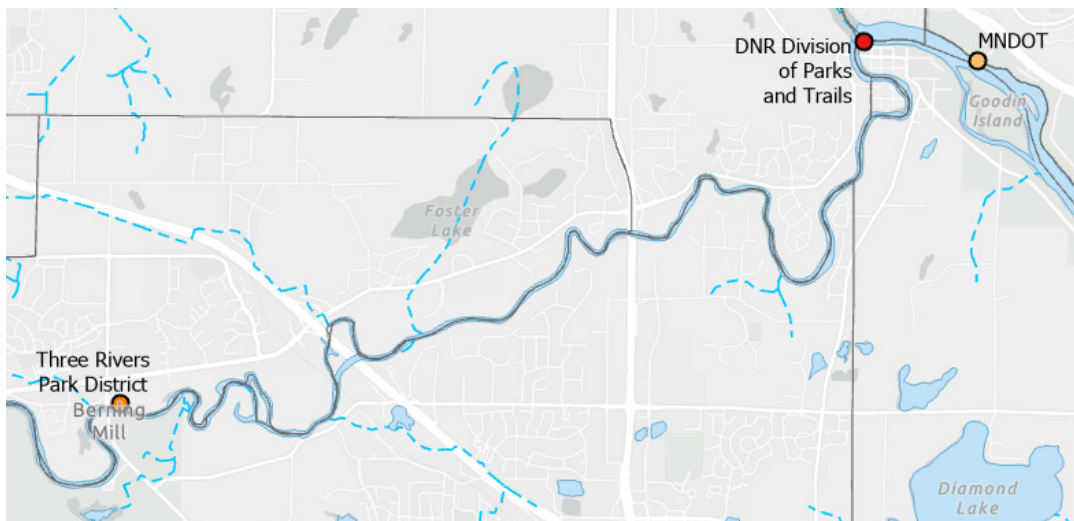 DNR Division
of Parks
and Trails
MNDOT
Goodin
Island
Foster
Lake
Three Rivers
Park District
Berning
Mill
Diamond
Lake